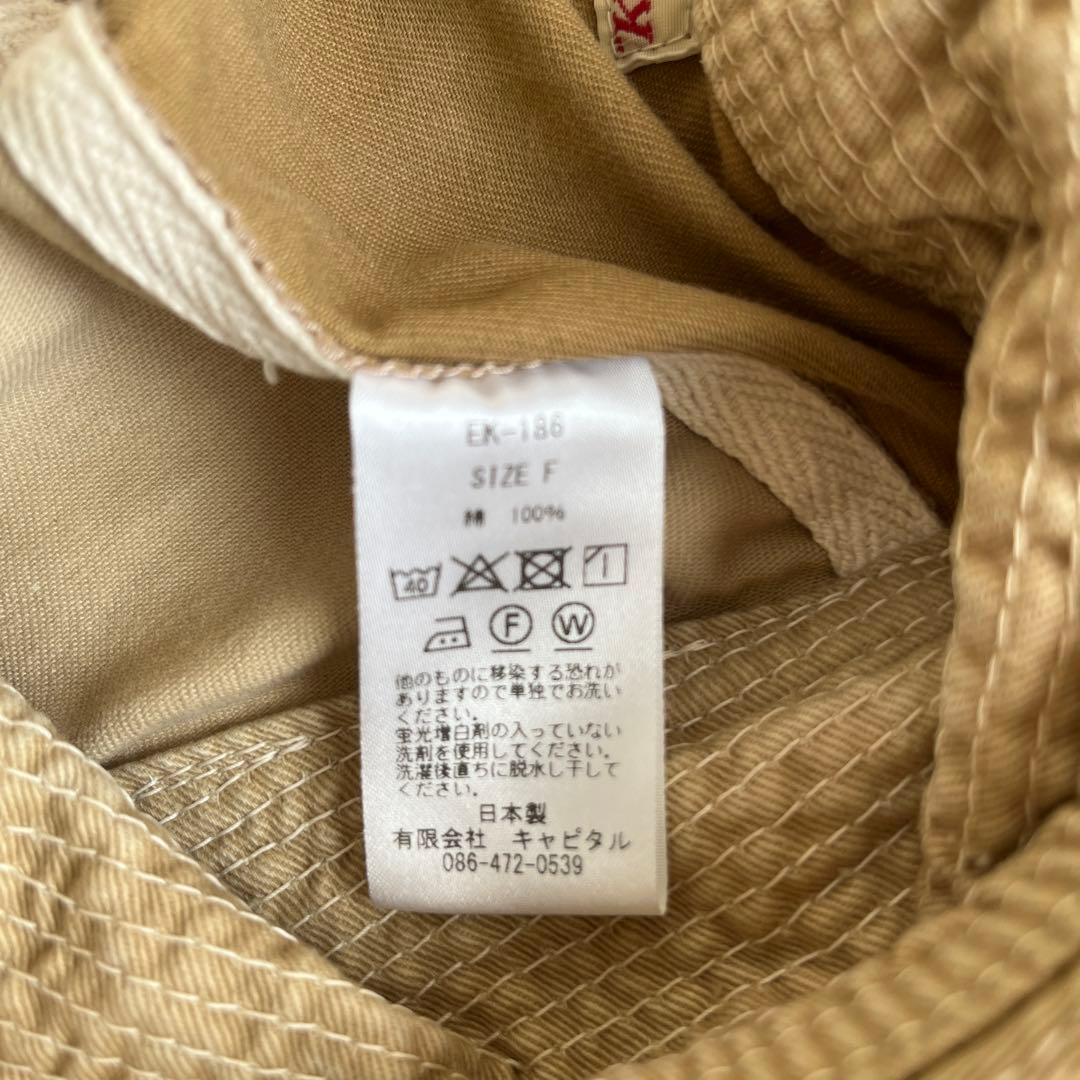 "K
EK-186
SIZE F
綿 100%
40
F W
他のものに移染する恐れが
ありますので単独でお洗い
ください。
蛍光増白剤の入っていない
洗剤を使用してください。
洗濯後直ちに脱水し干して
ください。
日本製
有限会社 キャピタル
086-472-0539